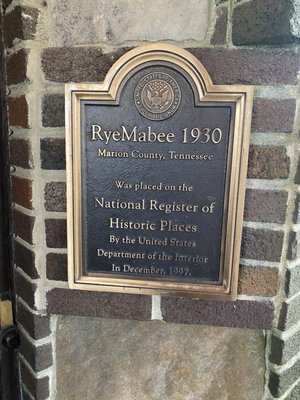 RyeMabee 1930
Marion County, Tennessee
Was placed on the
National Register of
Historic Places
By the United States
Department of the Interior
In December, 1997.